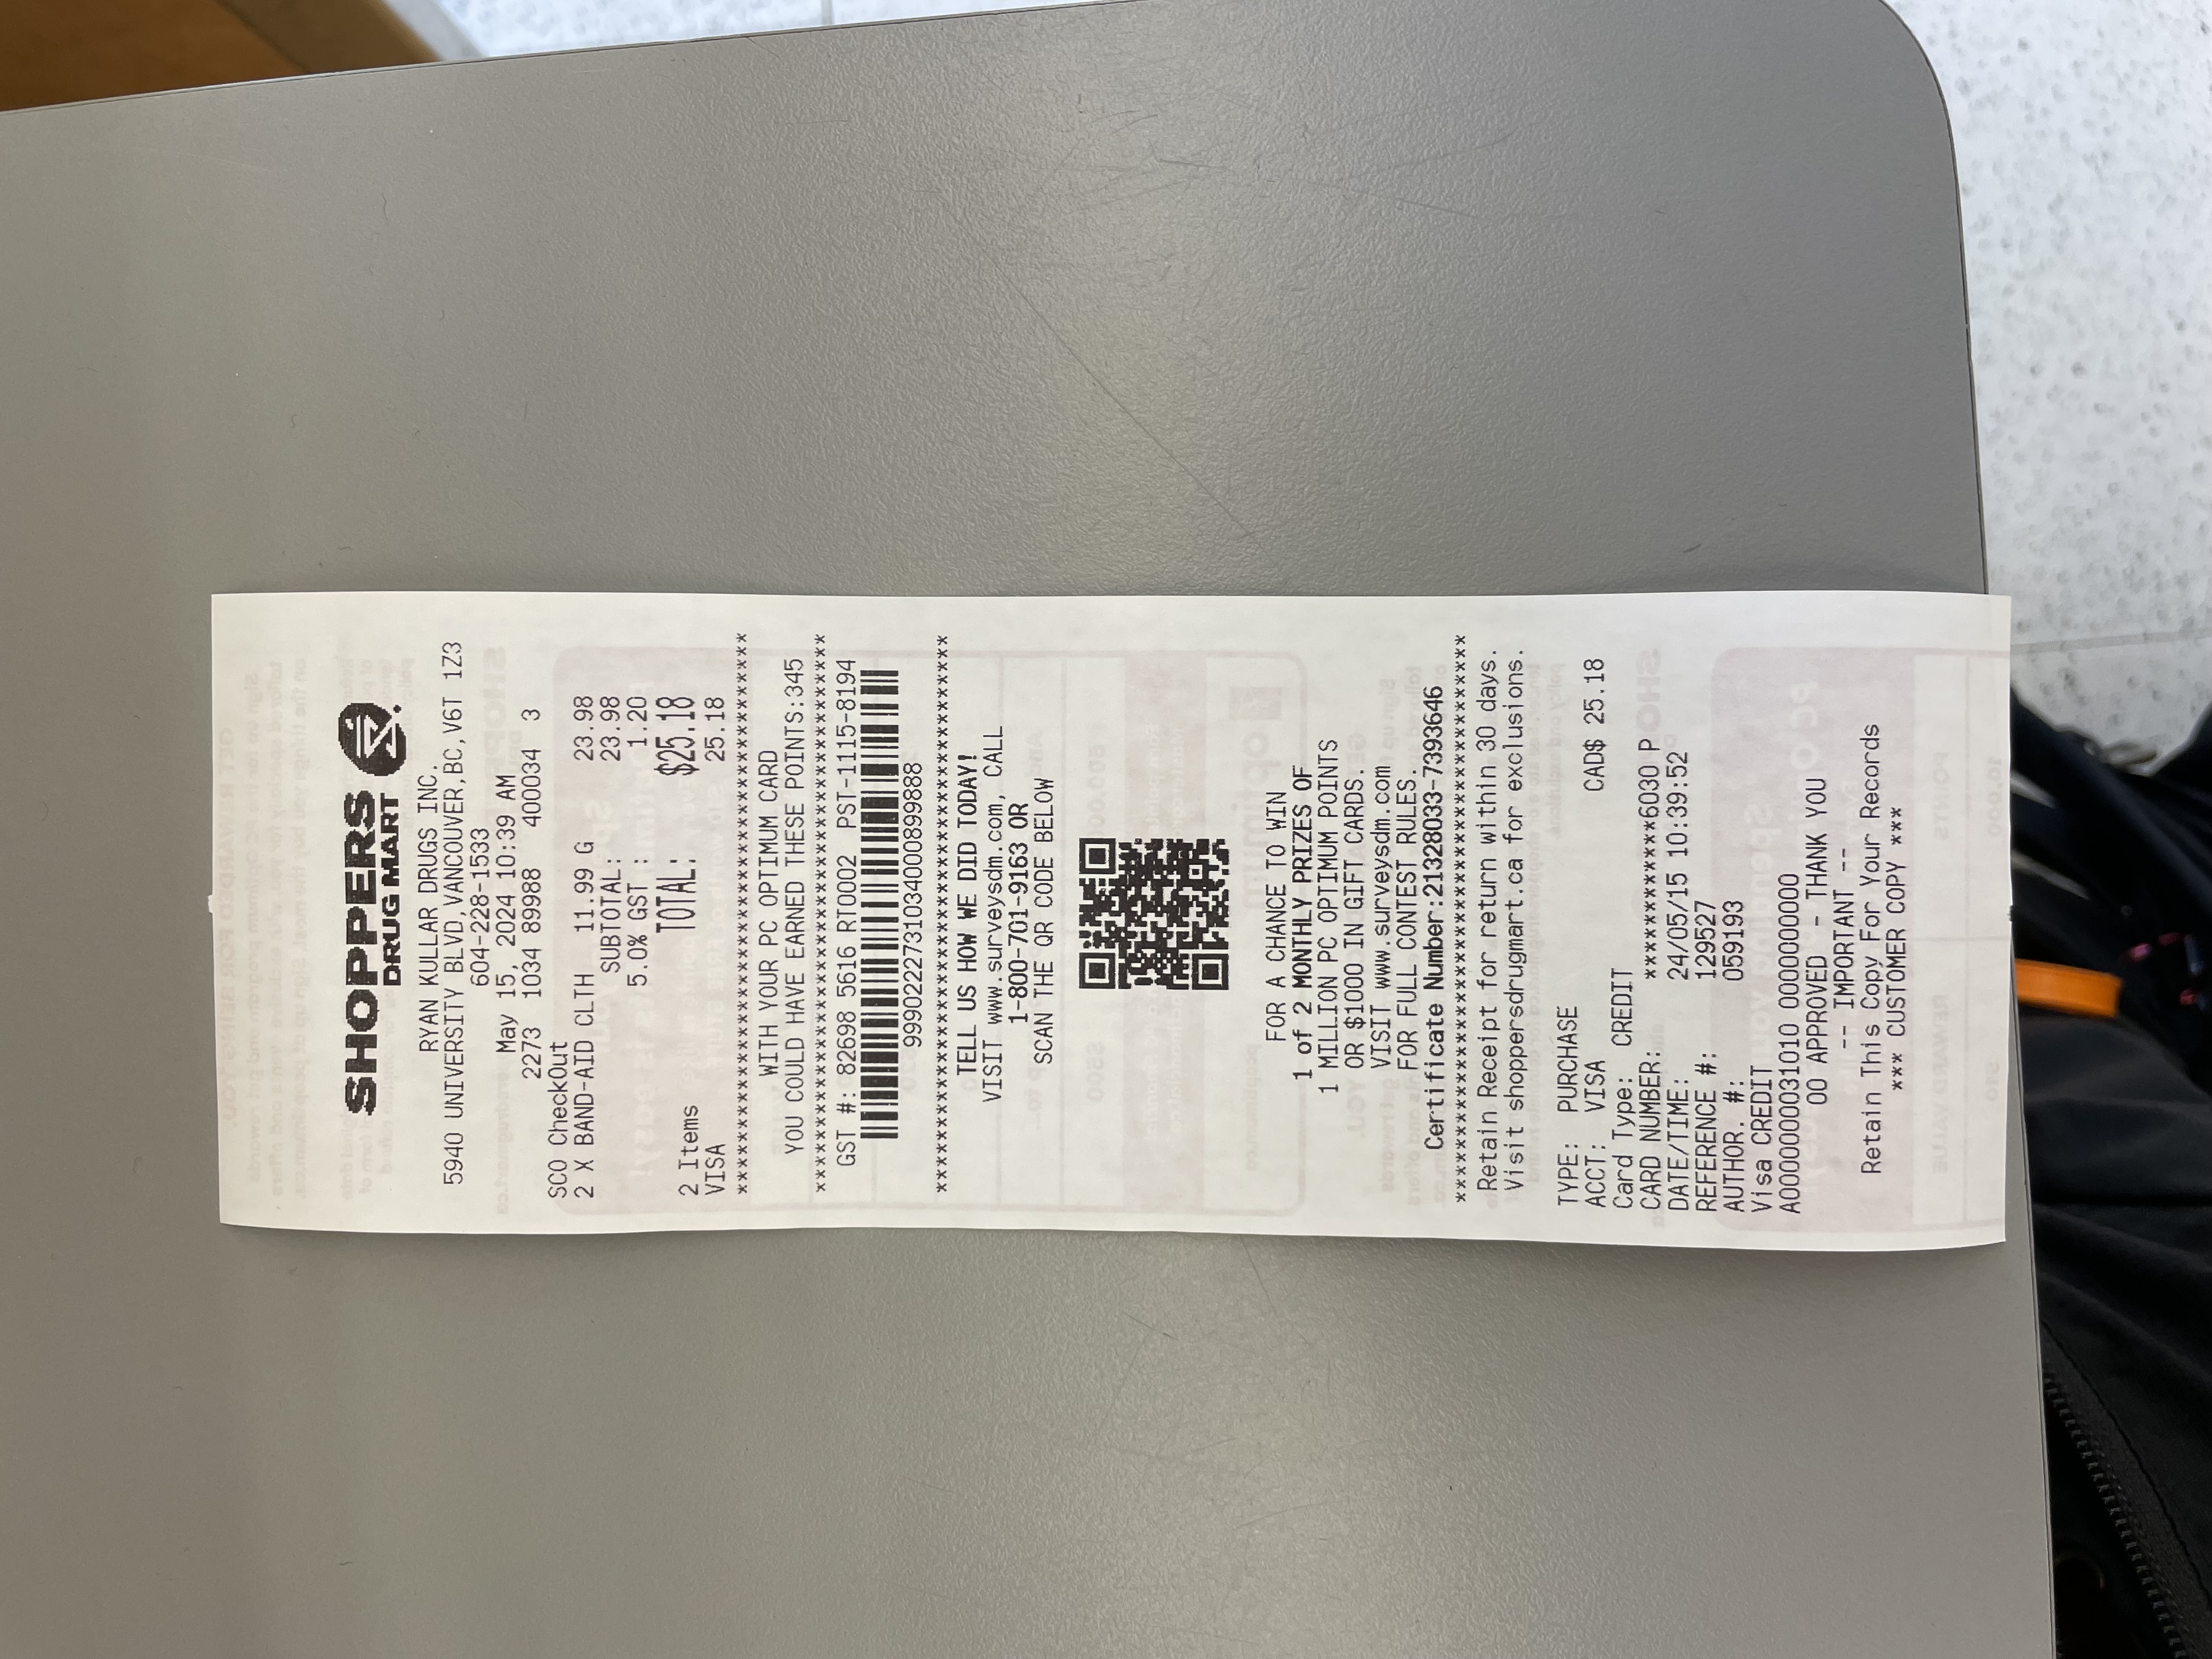 SHOPPERS
DRUG MART
RYAN KULLAR DRUGS INC.
5940 UNIVERSITY BLVD,VANCOUVER,BC,V6T 1Z3
604-228-1533
May 15, 2024 10:39 AM
2273 1034 89988 400034 3
SCO CheckOut
2 X BAND-AID CLTH 11.99 G 23.98
SUBTOTAL: 23.98
5.0% GST : 1.20
2 Items TOTAL: $25.18
VISA 25.18
*******************************************
WITH YOUR PC OPTIMUM CARD
YOU COULD HAVE EARNED THESE POINTS:345
*******************************************
GST #: 82698 5616 RT0002 PST-1115-8194
9990222731034000899888
*******************************************
TELL US HOW WE DID TODAY!
VISIT www.surveysdm.com, CALL
1-800-701-9163 OR
SCAN THE QR CODE BELOW
FOR A CHANCE TO WIN
1 of 2 MONTHLY PRIZES OF
1 MILLION PC OPTIMUM POINTS
OR $1000 IN GIFT CARDS.
VISIT www.surveysdm.com
FOR FULL CONTEST RULES.
Certificate Number:21328033-7393646
*******************************************
Retain Receipt for return within 30 days.
Visit shoppersdrugmart.ca for exclusions.
TYPE: PURCHASE
ACCT: VISA CAD$ 25.18
Card Type: CREDIT
CARD NUMBER: ************6030 P
DATE/TIME: 24/05/15 10:39:52
REFERENCE #: 129527
AUTHOR. #: 059193
Visa CREDIT
A0000000031010 0000000000
00 APPROVED - THANK YOU
-- IMPORTANT --
Retain This Copy For Your Records
*** CUSTOMER COPY ***